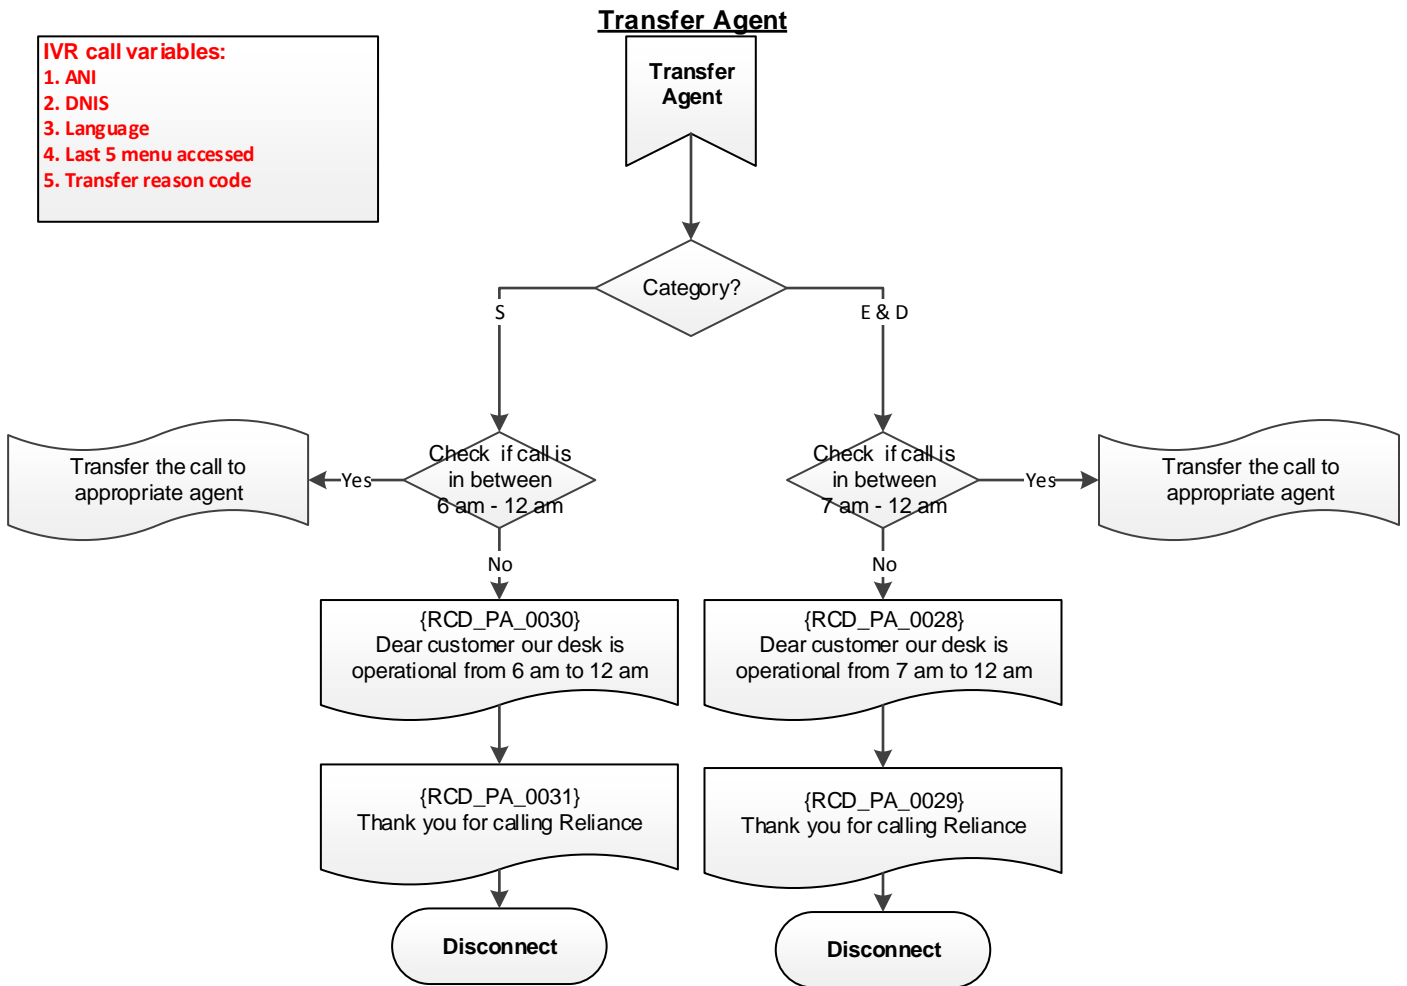 Transfer Agent
IVR call variables:
1. ANI
2. DNIS
3. Language
4. Last 5 menu accessed
5. Transfer reason code
Transfer
Agent
Category?
S
E & D
Transfer the call to
appropriate agent
Yes
Check if call is
in between
6 am - 12 am
Check if call is
in between
7 am - 12 am
Yes
Transfer the call to
appropriate agent
No
No
{RCD_PA_0030}
Dear customer our desk is
operational from 6 am to 12 am
{RCD_PA_0028}
Dear customer our desk is
operational from 7 am to 12 am
{RCD_PA_0031}
Thank you for calling Reliance
{RCD_PA_0029}
Thank you for calling Reliance
Disconnect
Disconnect